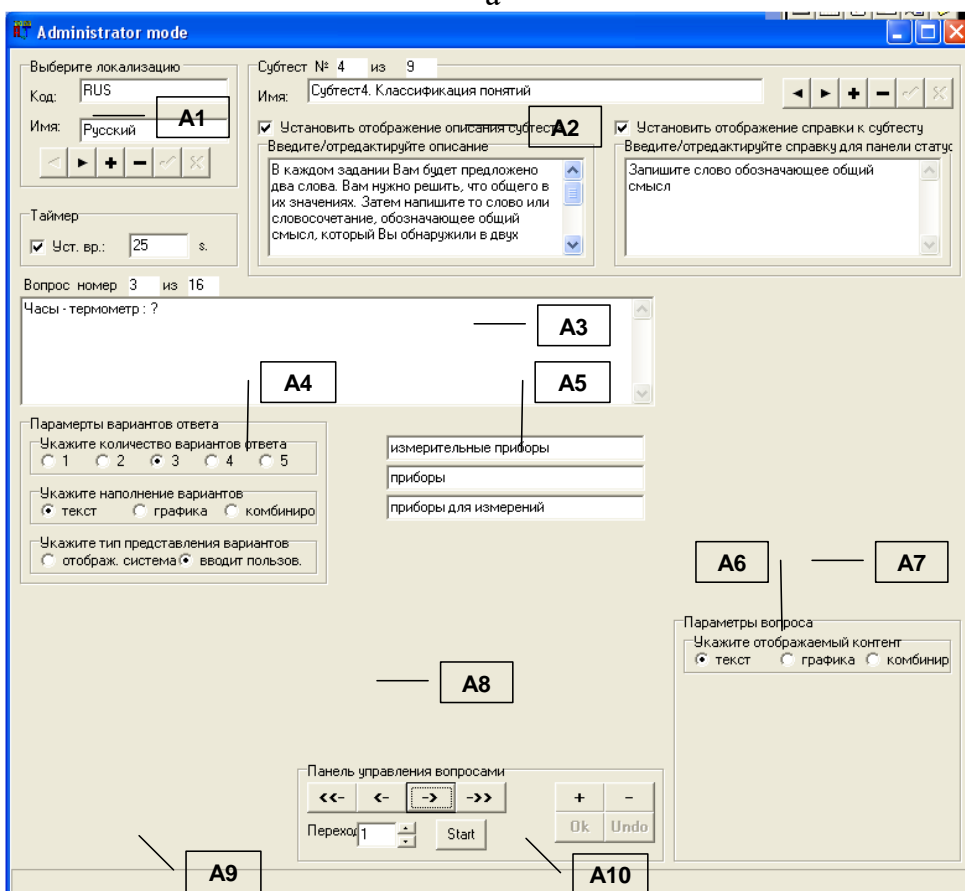 а
Administrator mode
Выберите локализацию
Код: RUS
Имя: Русский
A1
Таймер
Уст. вр.: 25 s.
Субтест № 4 из 9
Имя: Субтест4. Классификация понятий
Установить отображение описания субтеста
A2
Введите/отредактируйте описание
В каждом задании Вам будет предложено
два слова. Вам нужно решить, что общего в
их значениях. Затем напишите то слово или
словосочетание, обозначающее общий
смысл, который Вы обнаружили в двух
Установить отображение справки к субтесту
Введите/отредактируйте справку для панели статус
Запишите слово обозначающее общий
смысл
Вопрос номер 3 из 16
Часы - термометр : ?
A3
A4
A5
Парамерты вариантов ответа
Укажите количество вариантов ответа
1 2 3 4 5
Укажите наполнение вариантов
текст графика комбиниро
Укажите тип представления вариантов
отображ. система вводит пользов.
измерительные приборы
приборы
приборы для измерений
A6
A7
Параметры вопроса
Укажите отображаемый контент
текст графика комбинир
A8
Панель управления вопросами
<<- <- -> ->> + -
Переход 1 Start Ok Undo
A9
A10